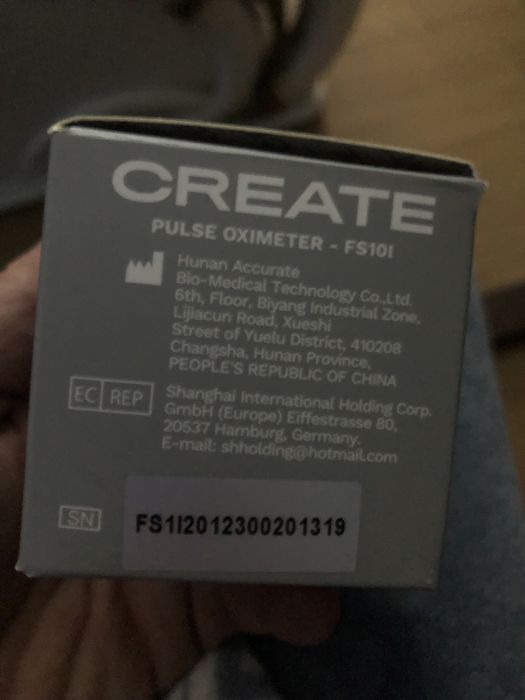 CREATE
PULSE OXIMETER - FS10I
Hunan Accurate
Bio-Medical Technology Co.,Ltd.
6th, Floor, Biyang Industrial Zone,
Lijiacun Road, Xueshi
Street of Yuelu District, 410208
Changsha, Hunan Province,
PEOPLE'S REPUBLIC OF CHINA
EC REP
Shanghai International Holding Corp.
GmbH (Europe) Eiffestrasse 80,
20537 Hamburg, Germany.
E-mail: shholding@hotmail.com
SN
FS1I2012300201319